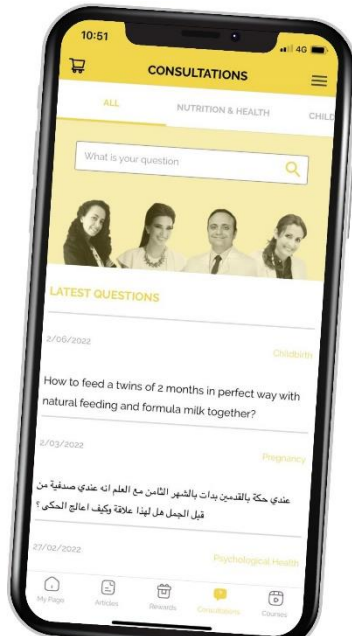 10:51
4G
CONSULTATIONS
ALL NUTRITION & HEALTH CHILD
What is your question
LATEST QUESTIONS
2/06/2022 Childbirth
How to feed a twins of 2 months in perfect way with
natural feeding and formula milk together?
2/03/2022 Pregnancy
عندي حكة بالقدمين بدات بالشهر الثامن مع العلم انه عندي صدفية من
قبل الحمل هل لهذا علاقة وكيف اعالج الحكى ؟
27/02/2022 Psychological Health
My Page Articles Rewards Consultations Courses